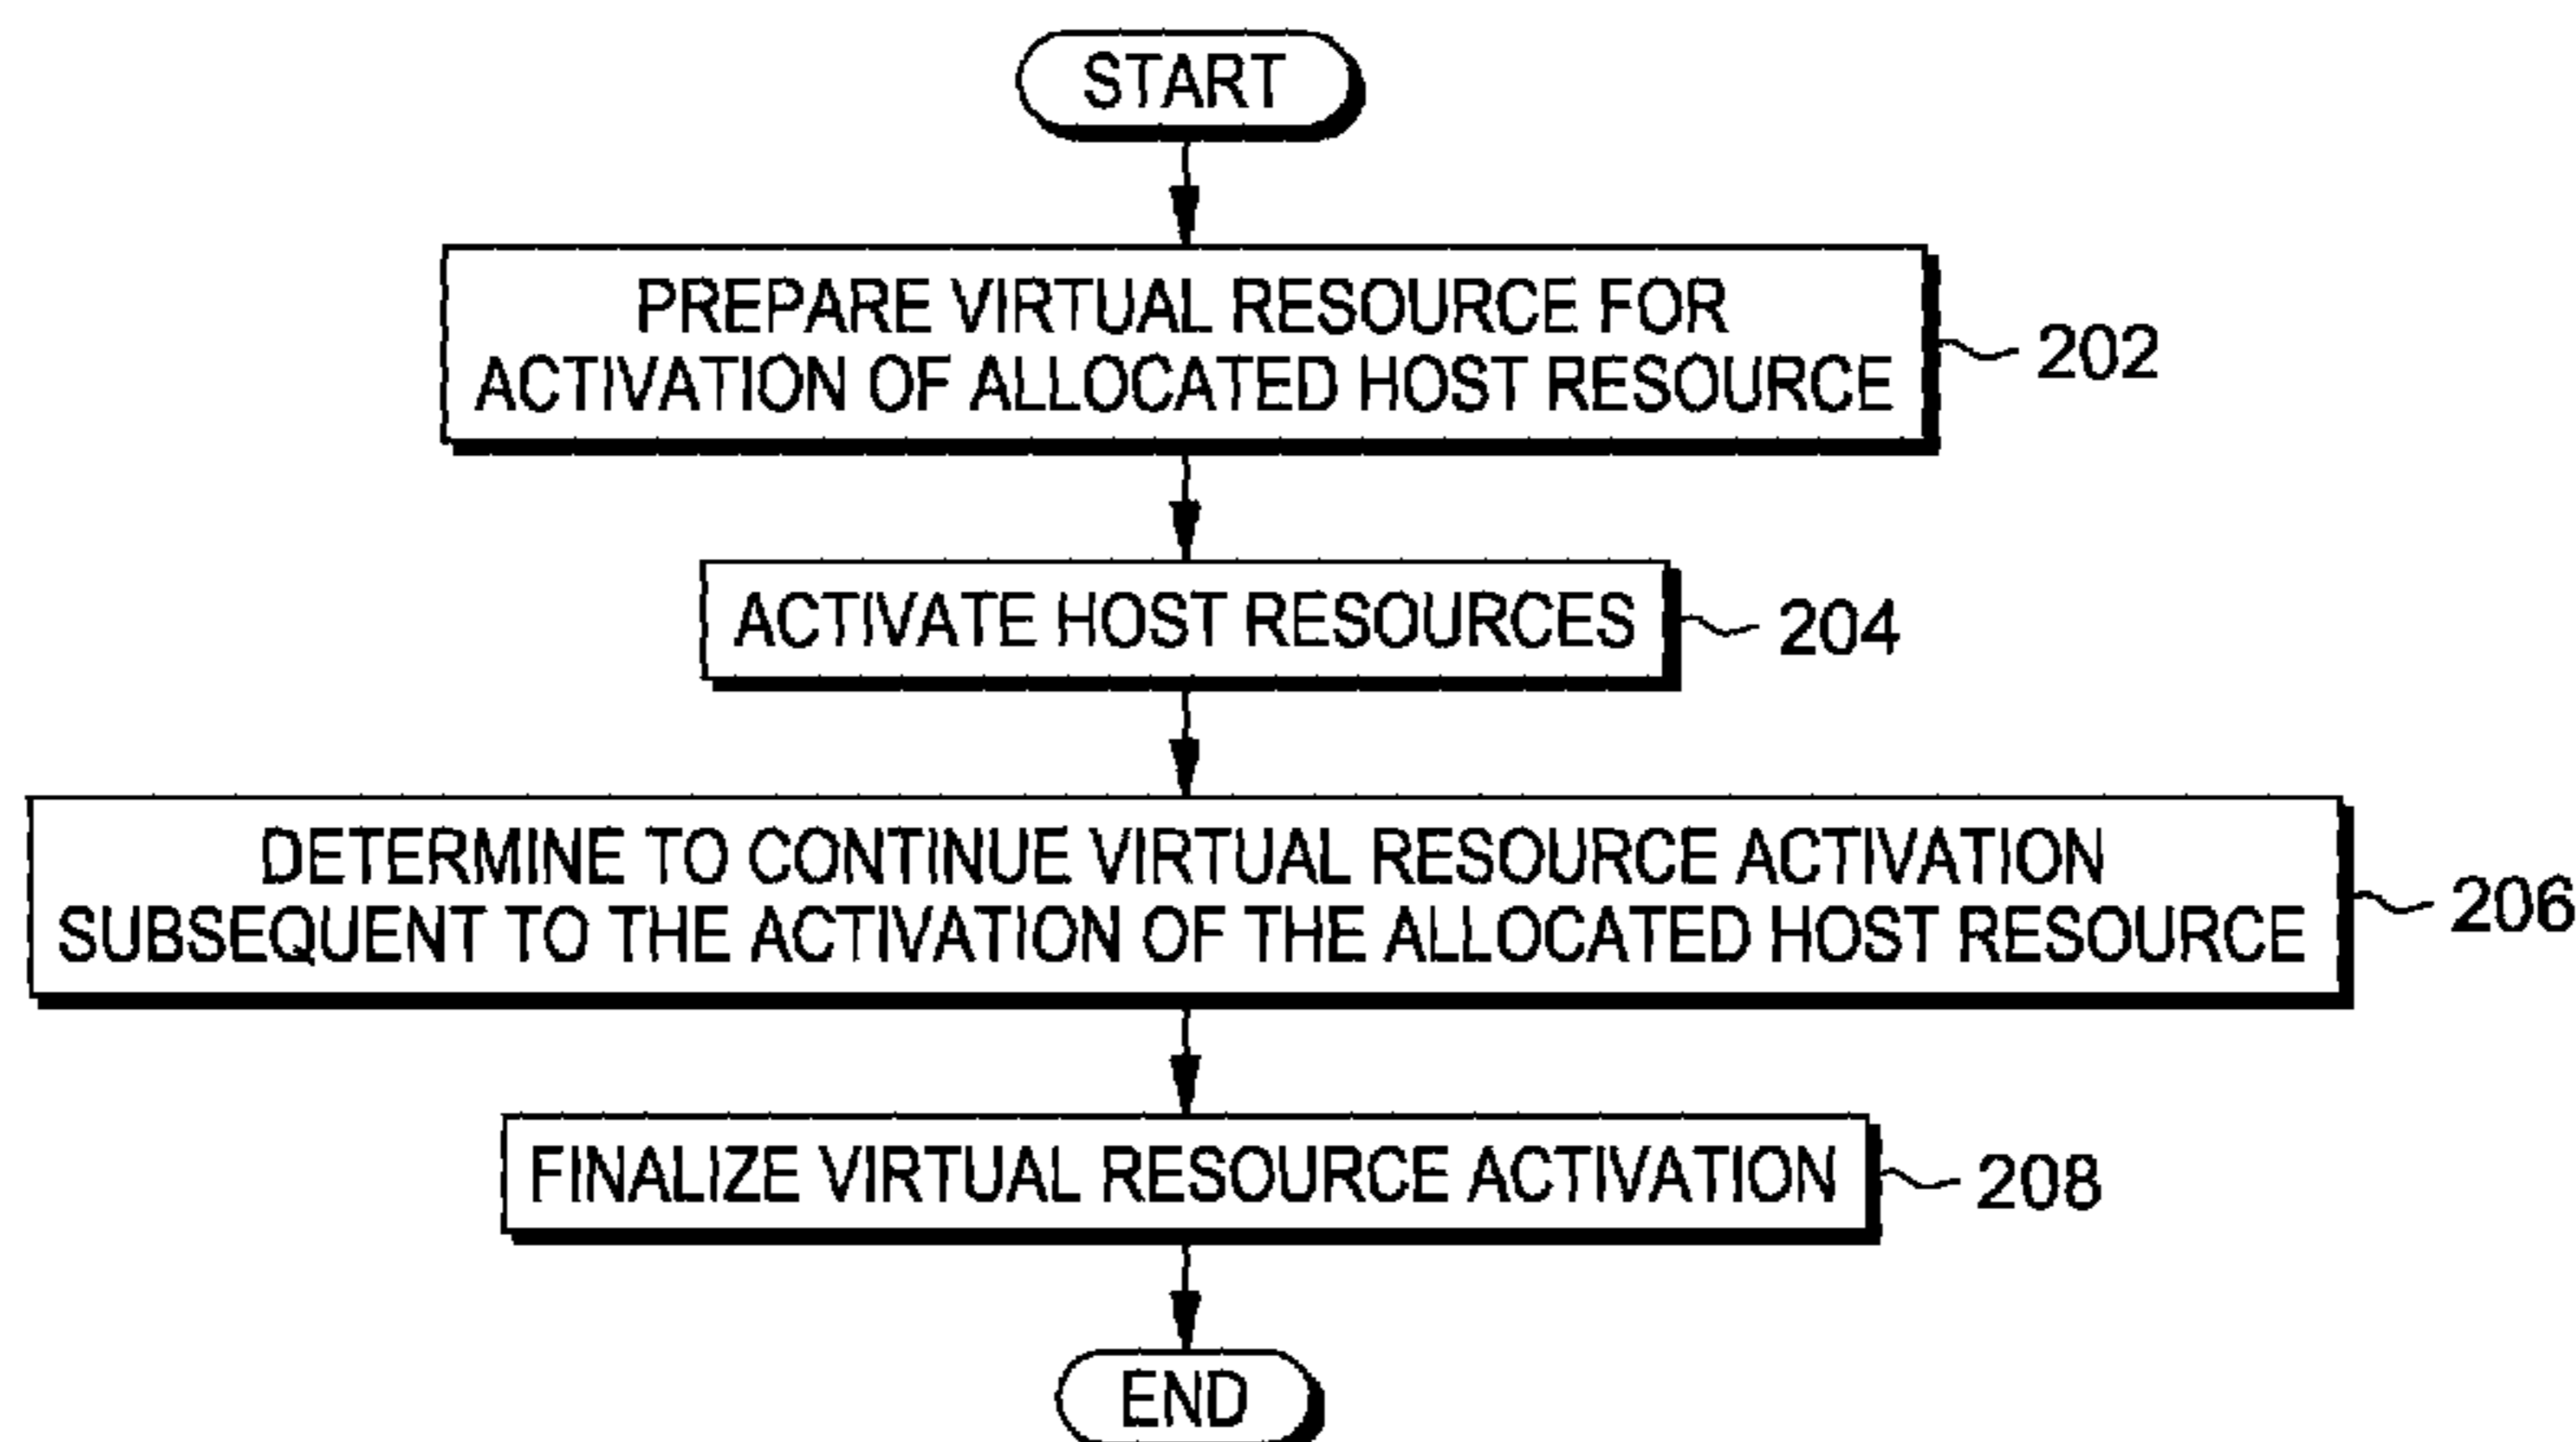 START
PREPARE VIRTUAL RESOURCE FOR
ACTIVATION OF ALLOCATED HOST RESOURCE
202
ACTIVATE HOST RESOURCES
204
DETERMINE TO CONTINUE VIRTUAL RESOURCE ACTIVATION
SUBSEQUENT TO THE ACTIVATION OF THE ALLOCATED HOST RESOURCE
206
FINALIZE VIRTUAL RESOURCE ACTIVATION
208
END